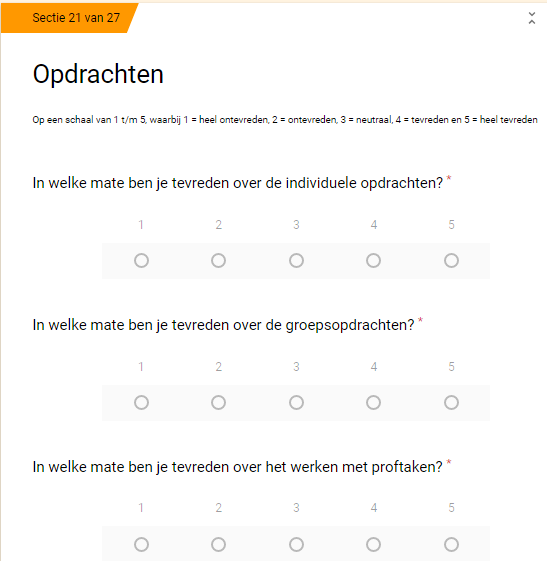 Sectie 21 van 27
Opdrachten
Op een schaal van 1 t/m 5, waarbij 1 = heel ontevreden, 2 = ontevreden, 3 = neutraal, 4 = tevreden en 5 = heel tevreden
In welke mate ben je tevreden over de individuele opdrachten? *
1 2 3 4 5
In welke mate ben je tevreden over de groepsopdrachten? *
1 2 3 4 5
In welke mate ben je tevreden over het werken met proftaken? *
1 2 3 4 5